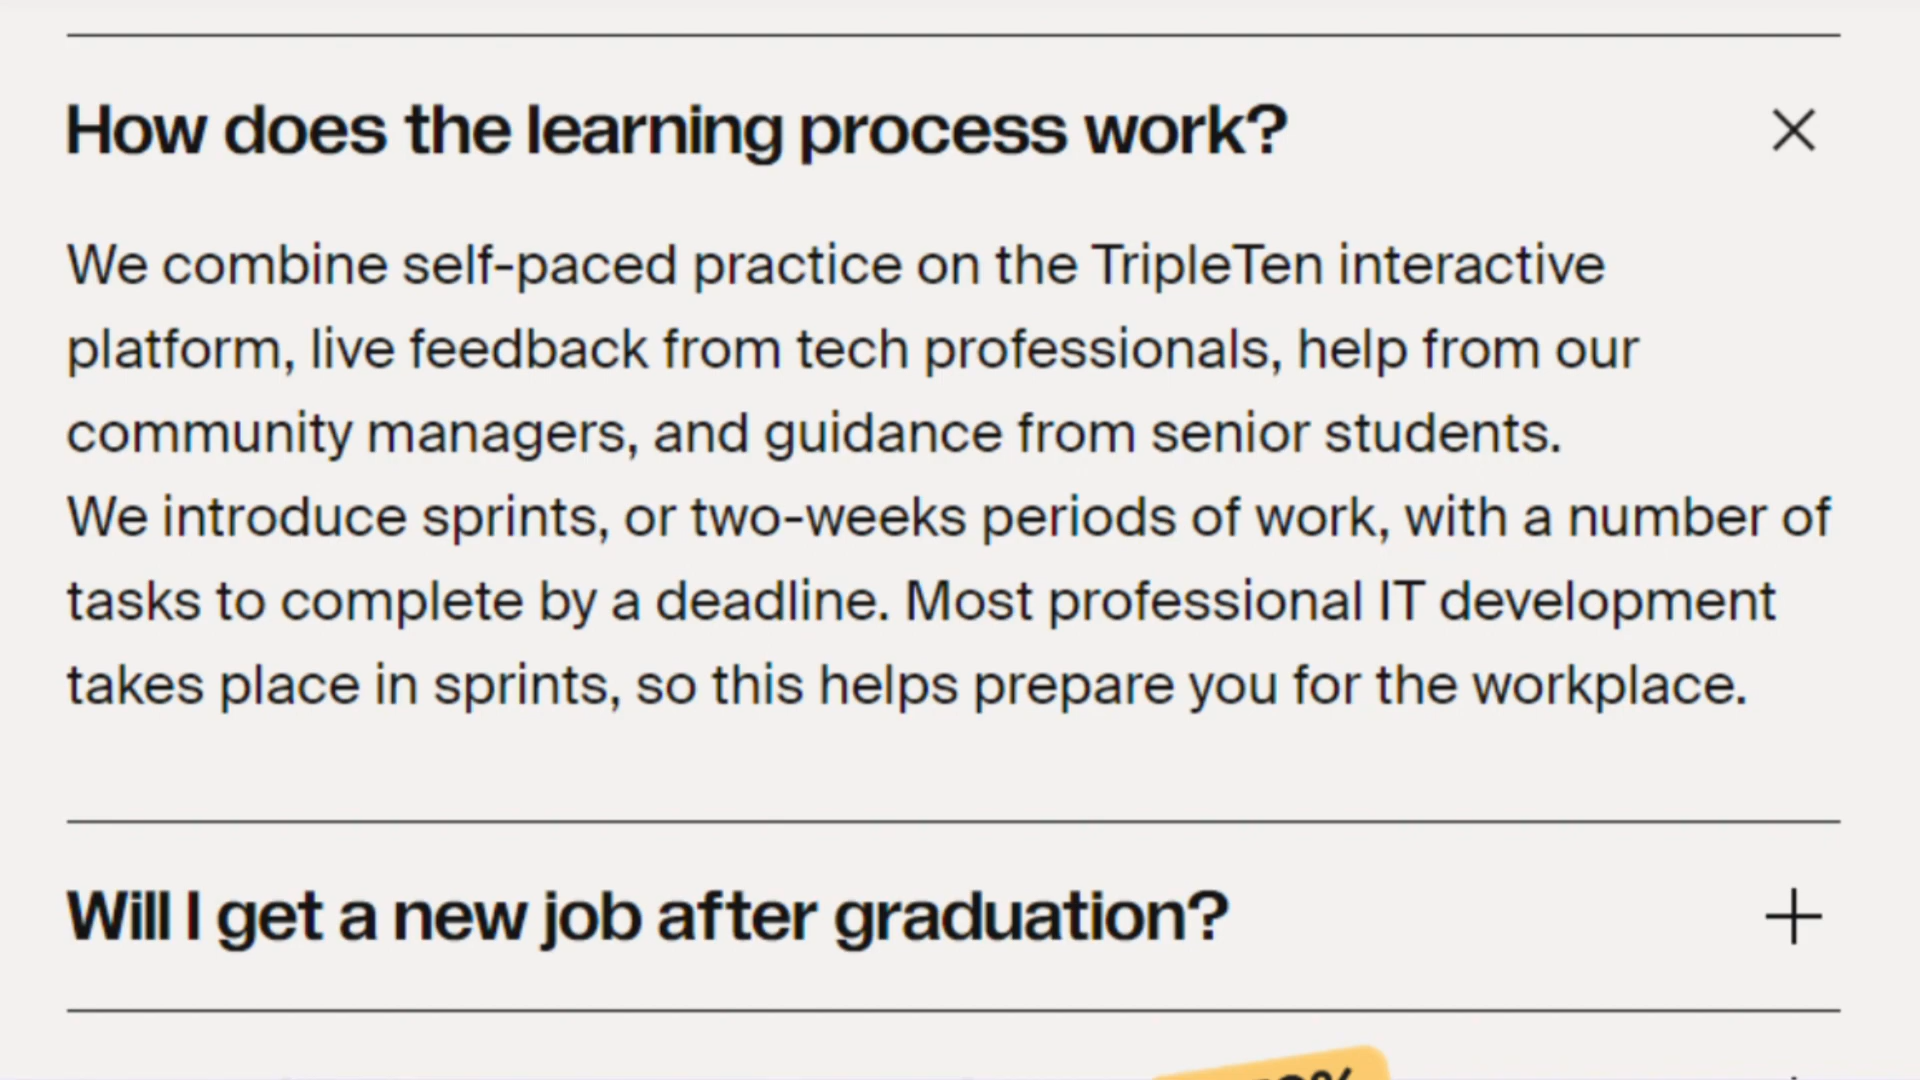 How does the learning process work?
We combine self-paced practice on the TripleTen interactive
platform, live feedback from tech professionals, help from our
community managers, and guidance from senior students.
We introduce sprints, or two-weeks periods of work, with a number of
tasks to complete by a deadline. Most professional IT development
takes place in sprints, so this helps prepare you for the workplace.
Will I get a new job after graduation?